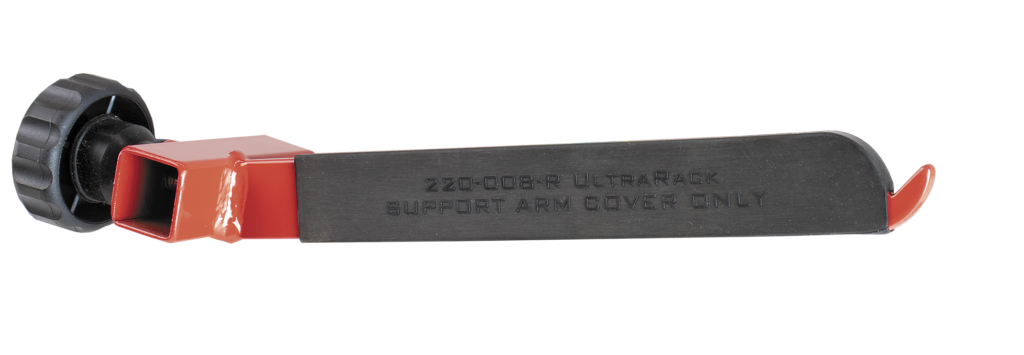 220-008-R UltraRack
SUPPORT ARM COVER ONLY